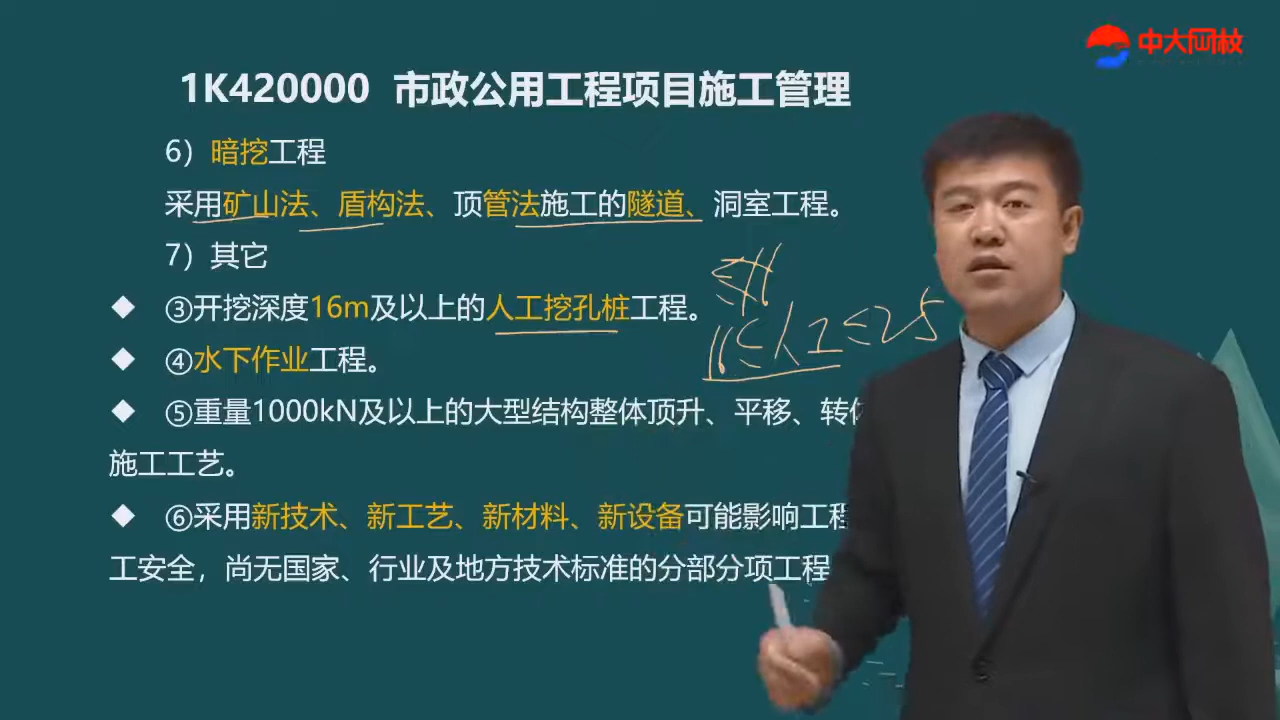 中大网校
1K420000 市政公用工程项目施工管理
6）暗挖工程
采用矿山法、盾构法、顶管法施工的隧道、洞室工程。
7）其它
◆ ③开挖深度16m及以上的人工挖孔桩工程。
16≤人工≤25
◆ ④水下作业工程。
◆ ⑤重量1000kN及以上的大型结构整体顶升、平移、转体
施工工艺。
◆ ⑥采用新技术、新工艺、新材料、新设备可能影响工程
工安全，尚无国家、行业及地方技术标准的分部分项工程